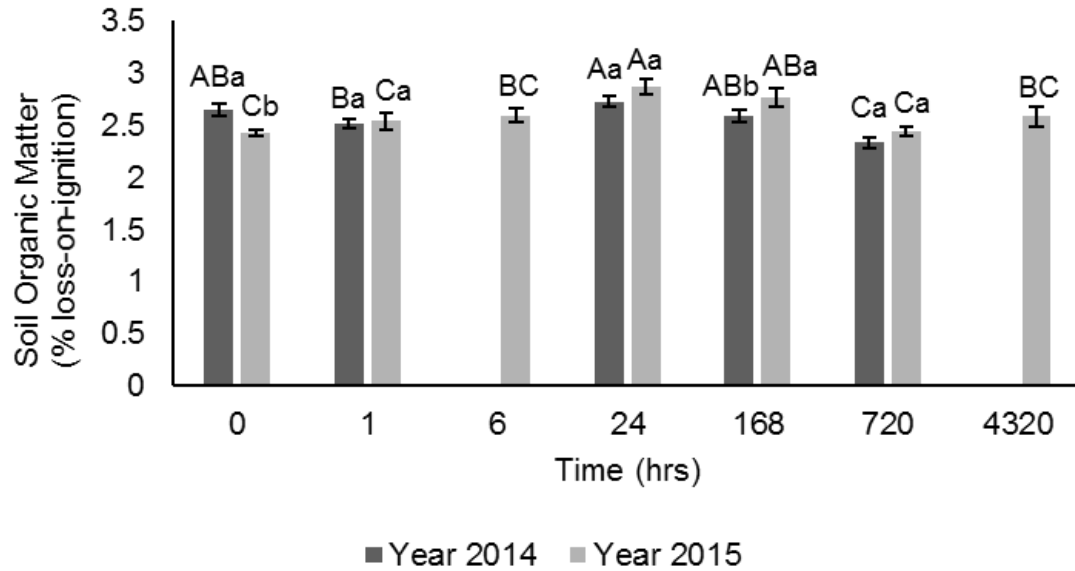 Soil Organic Matter
(% loss-on-ignition)
3.5
3
2.5
2
1.5
1
0.5
0
ABa
Cb
Ba
Ca
BC
Aa
Aa
ABb
ABa
Ca
Ca
BC
0 1 6 24 168 720 4320
Time (hrs)
Year 2014 Year 2015